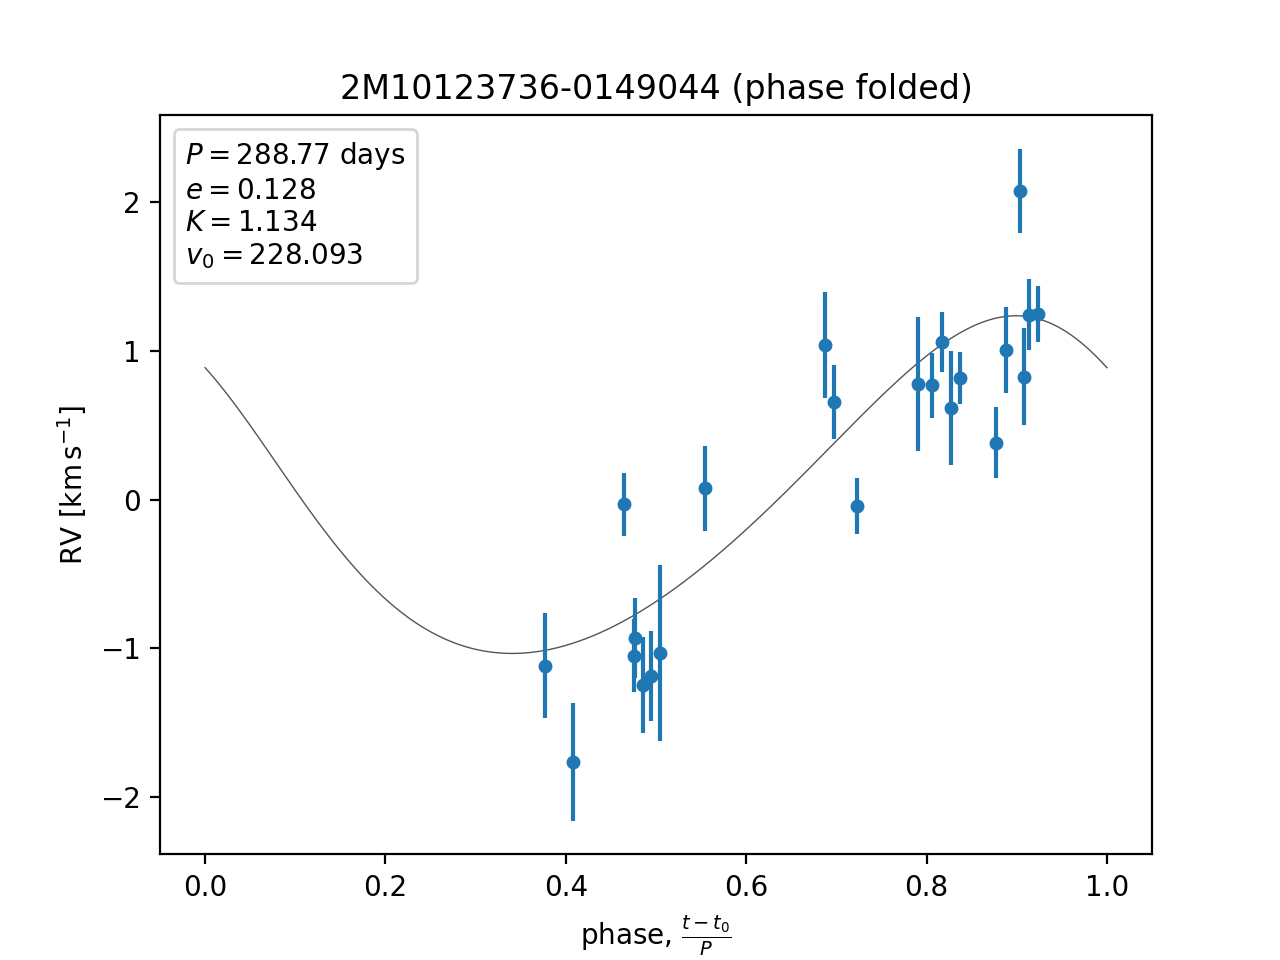 2M10123736-0149044 (phase folded)
P = 288.77 days
e = 0.128
K = 1.134
v₀ = 228.093
2
1
0
−1
−2
RV [km s⁻¹]
0.0 0.2 0.4 0.6 0.8 1.0
phase, (t − t₀)/P